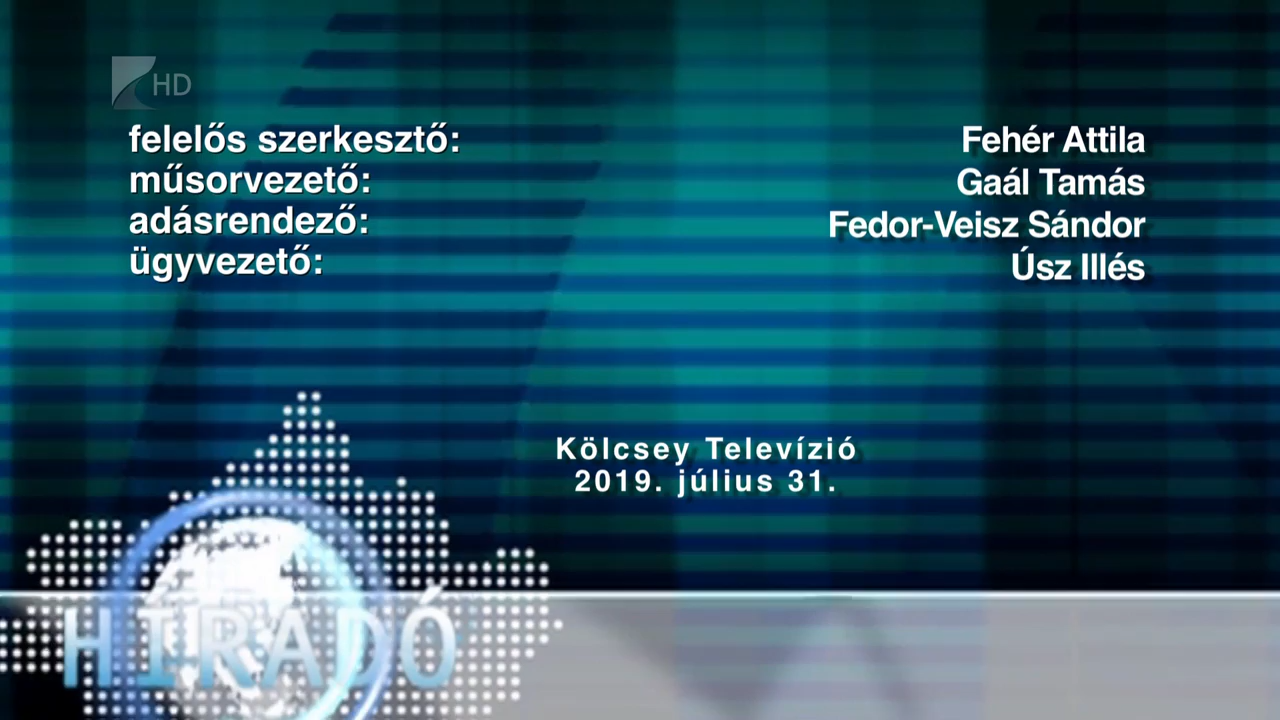 HD
felelős szerkesztő: Fehér Attila
műsorvezető: Gaál Tamás
adásrendező: Fedor-Veisz Sándor
ügyvezető: Úsz Illés
Kölcsey Televízió
2019. július 31.
HÍRADÓ